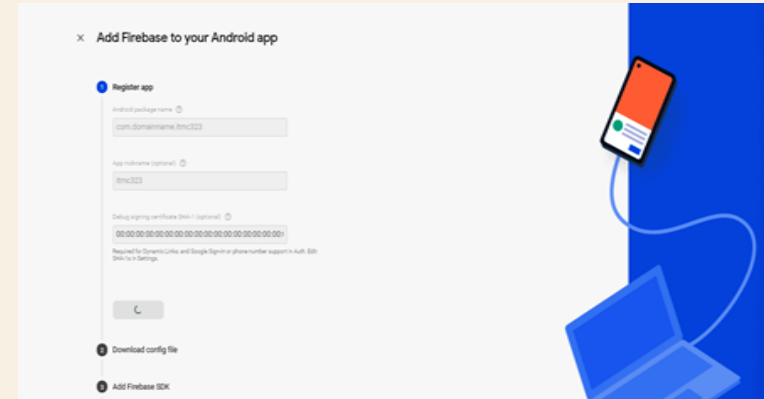 × Add Firebase to your Android app
1 Register app
Android package name ?
com.domainname.itmc323
App nickname (optional) ?
itmc323
Debug signing certificate SHA-1 (optional) ?
00:00:00:00:00:00:00:00:00:00:00:00:00:00:00:00:00:00:00:
Required for Dynamic Links, and Google Sign-in or phone number support in Auth. Edit
SHA-1s in Settings.
2 Download config file
3 Add Firebase SDK